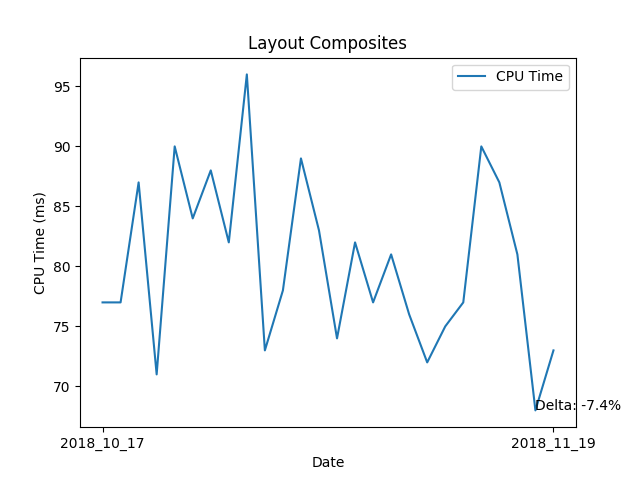 Layout Composites
CPU Time
95
90
85
80
75
70
CPU Time (ms)
Delta: -7.4%
2018_10_17
2018_11_19
Date